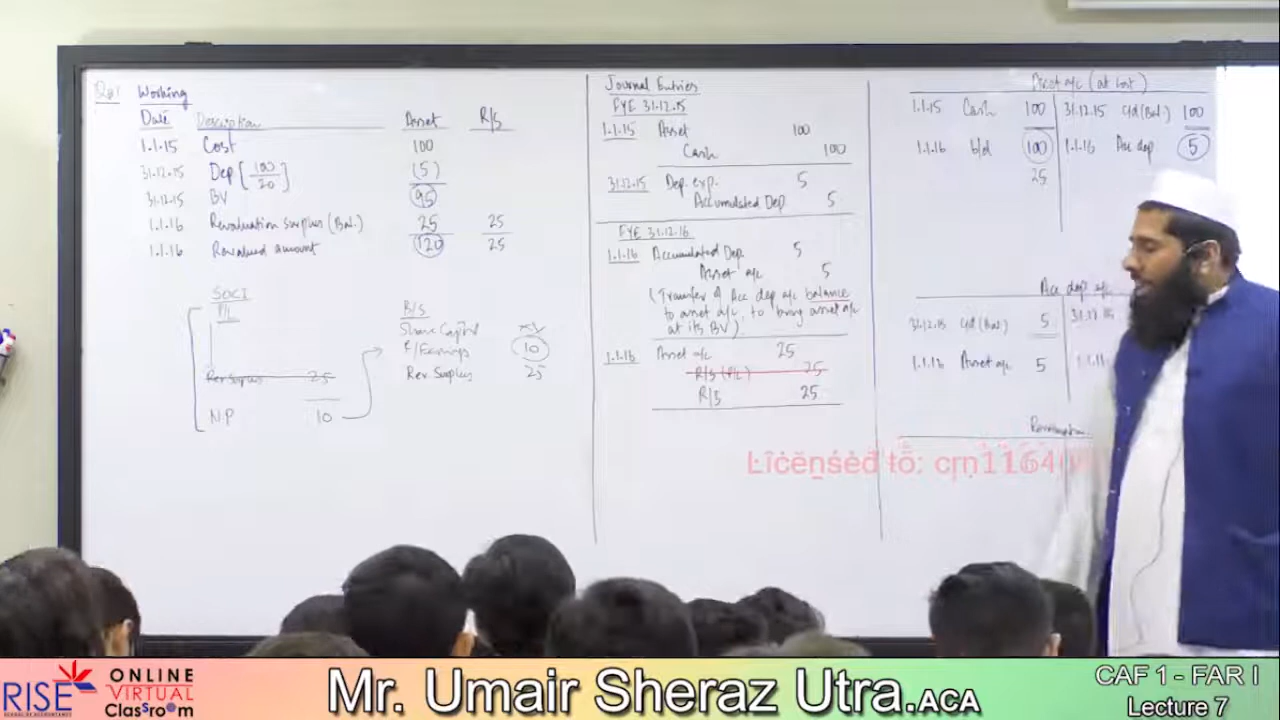 Working
Date Description Asset R/S
1.1.15 Cost 100
31.12.15 Dep [100/20] (5)
31.12.15 BV 95
1.1.16 Revaluation surplus (Bal.) 25 25
1.1.16 Revalued amount 120 25
SOCI
P/L
Rev Surplus 25
N.P 10
B/S
Share Capital xx
R/Earnings 10
Rev. Surplus 25
Journal Entries
FYE 31.12.15
1.1.15 Asset 100
Cash 100
31.12.15 Dep. exp. 5
Accumulated Dep 5
FYE 31.12.16
1.1.16 Accumulated Dep. 5
Asset a/c 5
(Transfer of Acc dep a/c balance
to asset a/c, to bring asset a/c
at its BV).
1.1.16 Asset a/c 25
R/S (P/L) 25
R/S 25
Asset a/c (at cost)
1.1.15 Cash 100 31.12.15 c/d (Bal.) 100
1.1.16 b/d 100 1.1.16 Acc dep 5
25
Acc dep a/c
31.12.15 c/d (Bal.) 5
1.1.16 Asset a/c 5 1.1.16
Licensed to: crn1164
RISE
SCHOOL OF ACCOUNTANCY
ONLINE
VIRTUAL
Classroom
Mr. Umair Sheraz Utra.ACA
CAF 1 - FAR I
Lecture 7